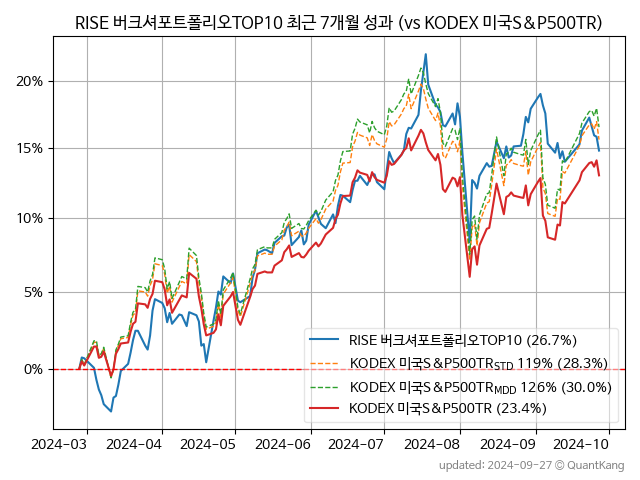 RISE 버크셔포트폴리오TOP10 최근 7개월 성과 (vs KODEX 미국S&P500TR)
20%
15%
10%
5%
0%
RISE 버크셔포트폴리오TOP10 (26.7%)
KODEX 미국S&P500TR_STD 119% (28.3%)
KODEX 미국S&P500TR_MDD 126% (30.0%)
KODEX 미국S&P500TR (23.4%)
2024-03 2024-04 2024-05 2024-06 2024-07 2024-08 2024-09 2024-10
updated: 2024-09-27 © QuantKang